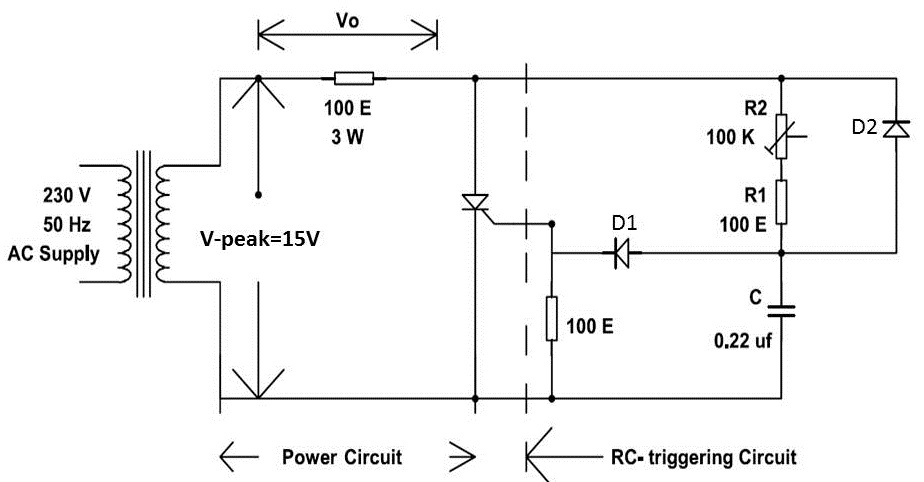 Vo
100 E
3 W
R2
100 K
D2
R1
100 E
230 V
50 Hz
AC Supply
V-peak=15V
D1
C
0.22 uf
100 E
Power Circuit
RC- triggering Circuit